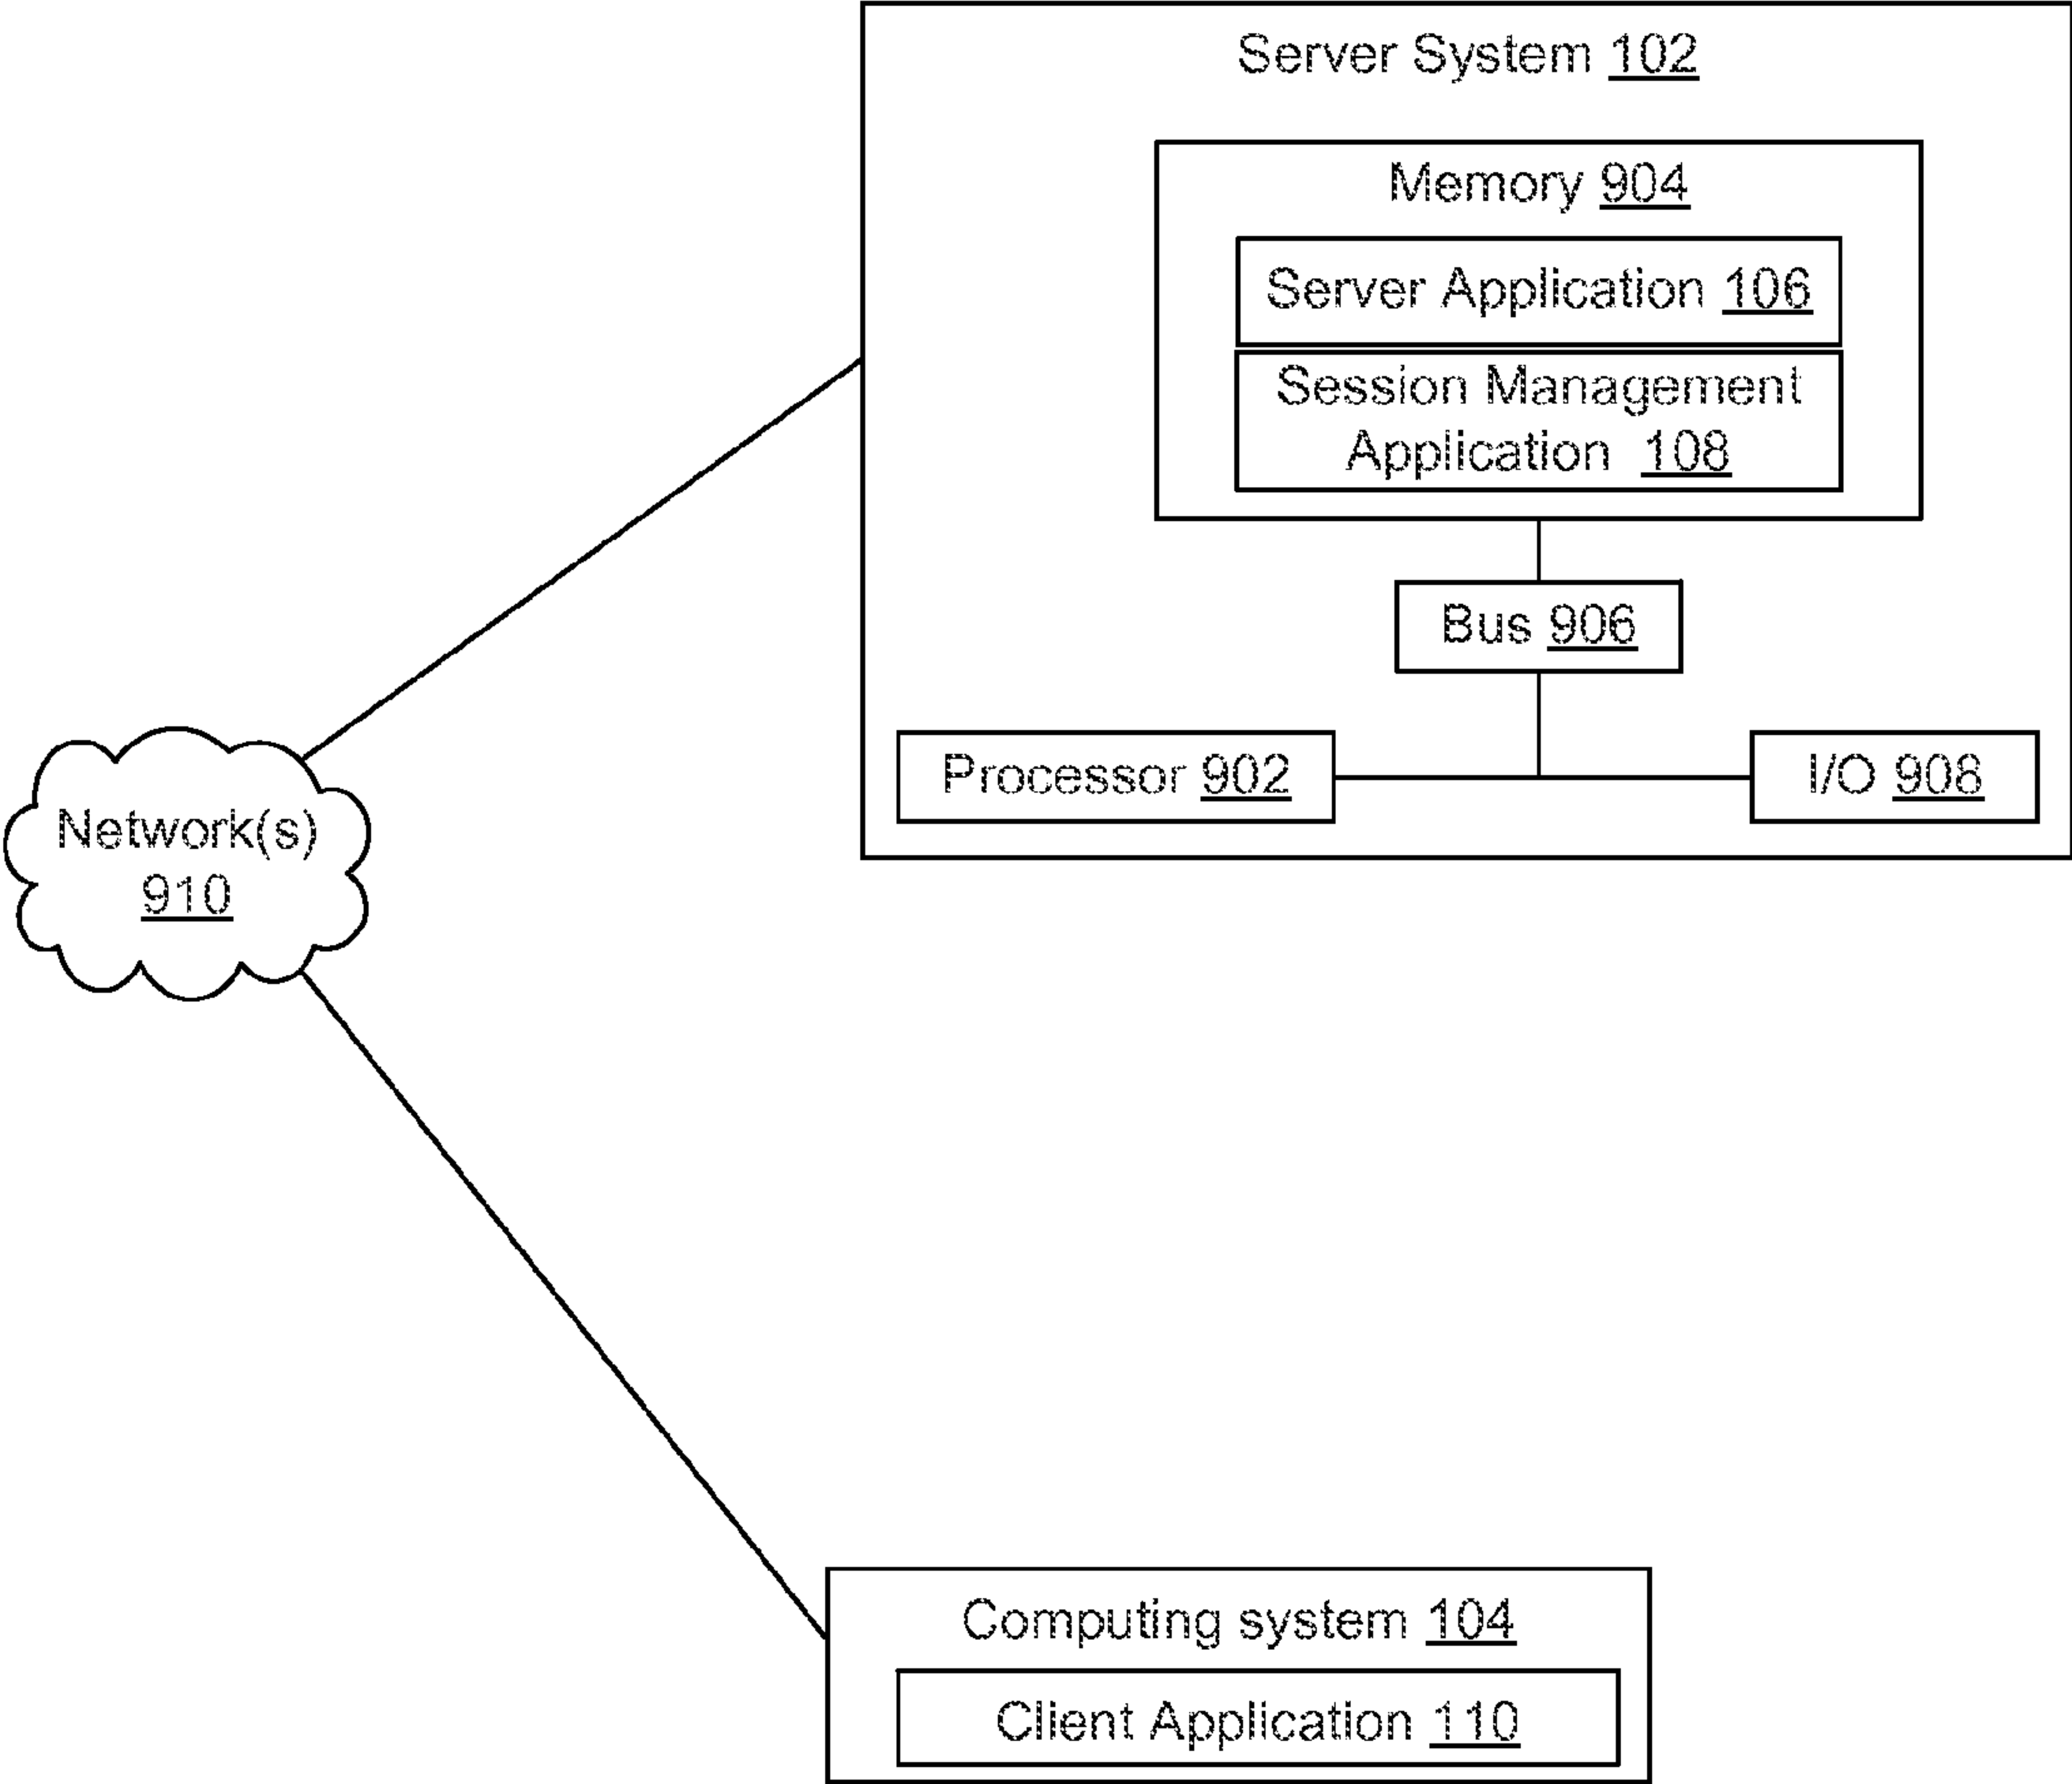 Server System 102
Memory 904
Server Application 106
Session Management
Application 108
Bus 906
Processor 902
I/O 908
Network(s)
910
Computing system 104
Client Application 110